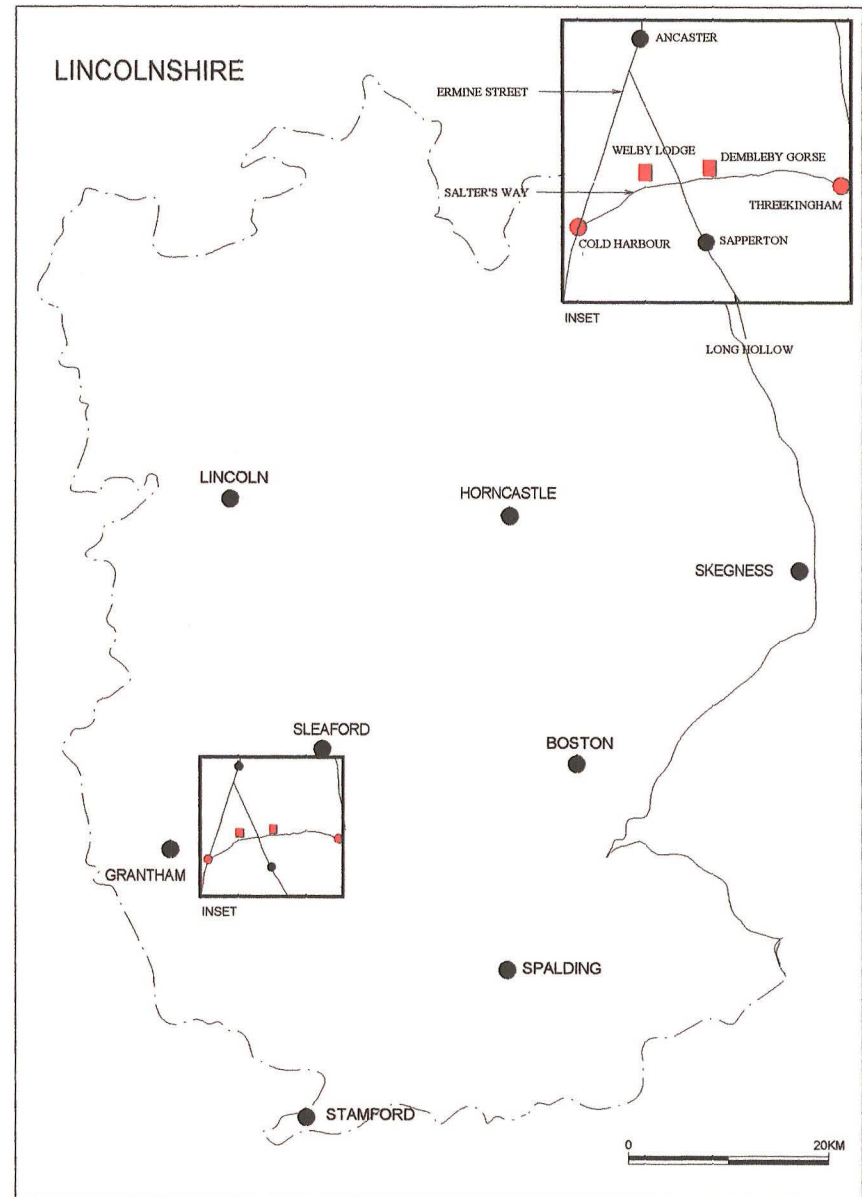 LINCOLNSHIRE
ANCASTER
ERMINE STREET
WELBY LODGE
DEMBLEBY GORSE
SALTER'S WAY
THREEKINGHAM
COLD HARBOUR
SAPPERTON
INSET
LONG HOLLOW
LINCOLN
HORNCASTLE
SKEGNESS
SLEAFORD
BOSTON
GRANTHAM
INSET
SPALDING
STAMFORD
0 20KM